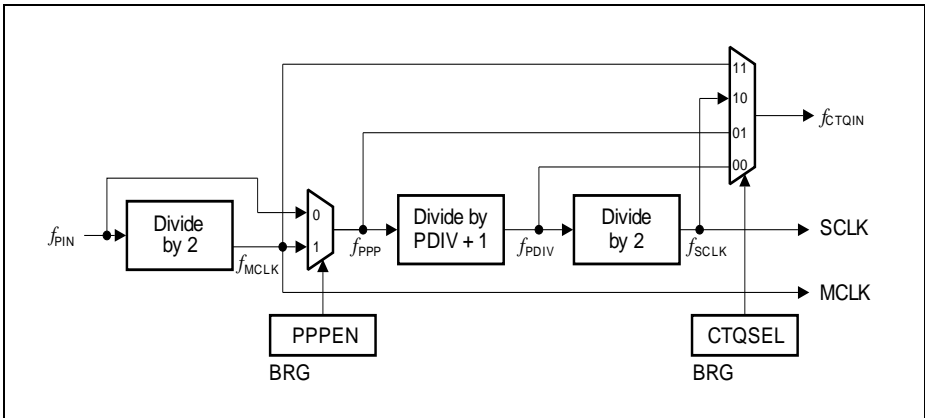 11
10
fCTQIN
01
00
0
Divide by 2
Divide by PDIV + 1
Divide by 2
SCLK
fPIN
1
fPPP
fPDIV
fSCLK
fMCLK
MCLK
PPPEN
CTQSEL
BRG
BRG